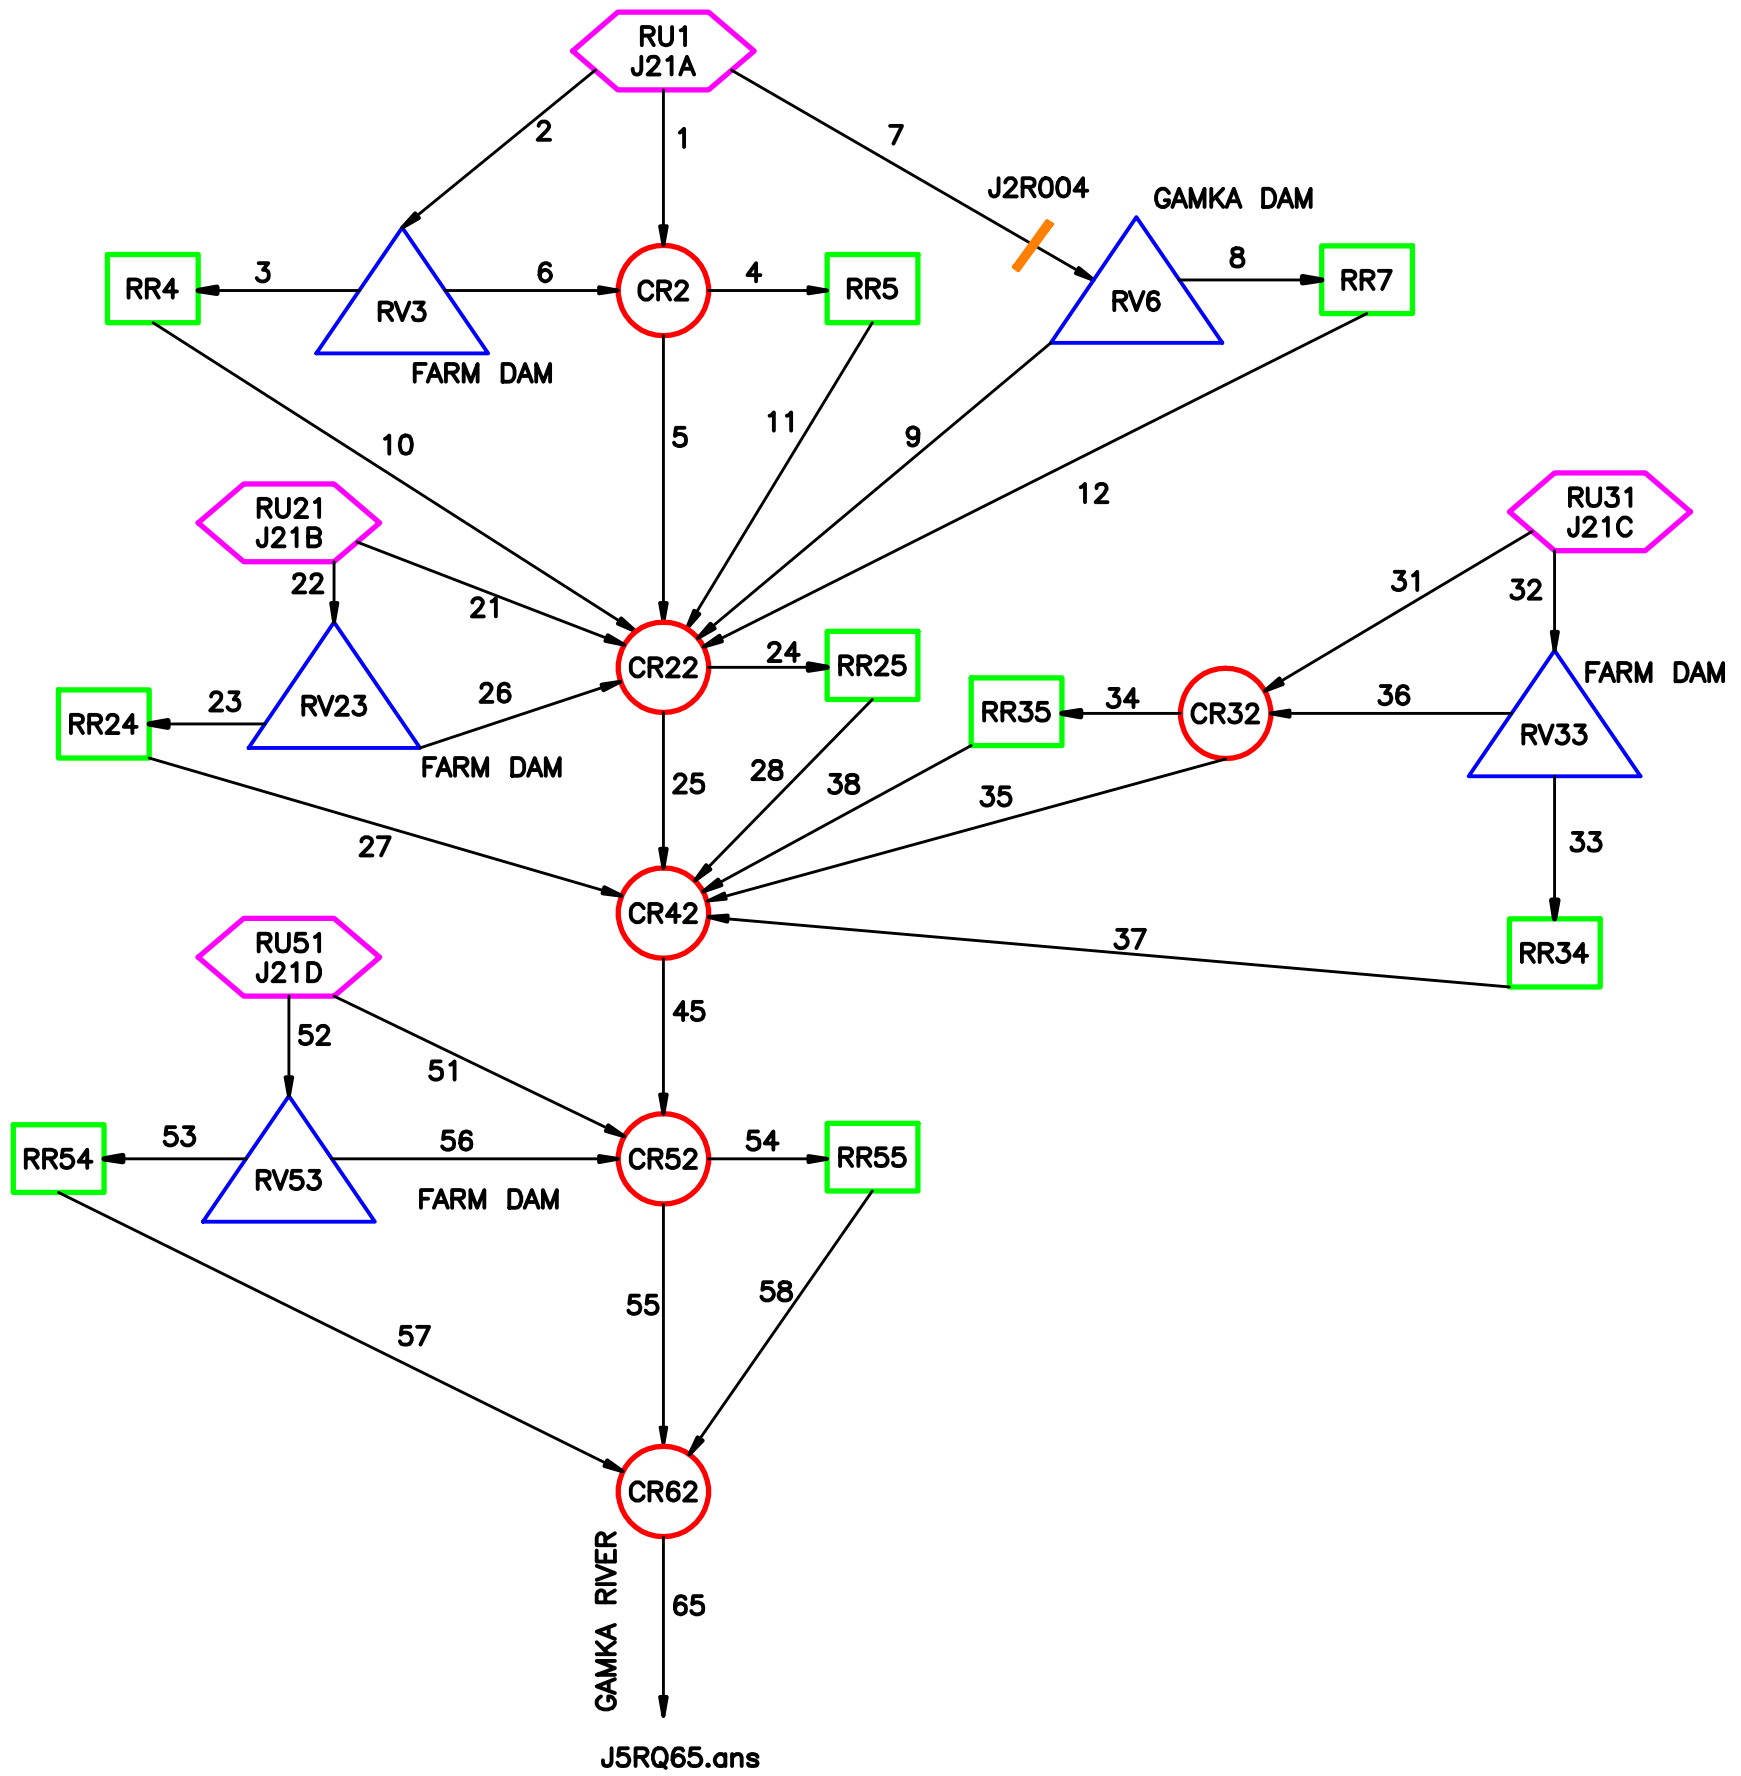 RU1
J21A
2
1
7
J2R004
GAMKA DAM
RR4
3
RV3
6
CR2
4
RR5
RV6
8
RR7
FARM DAM
10
5
11
9
12
RU21
J21B
RU31
J21C
22
21
31
32
RR24
23
RV23
26
CR22
24
RR25
RR35
34
CR32
36
RV33
FARM DAM
FARM DAM
27
25
28
38
35
33
CR42
37
RR34
RU51
J21D
52
51
45
RR54
53
RV53
56
CR52
54
RR55
FARM DAM
57
55
58
CR62
GAMKA RIVER
65
J5RQ65.ans